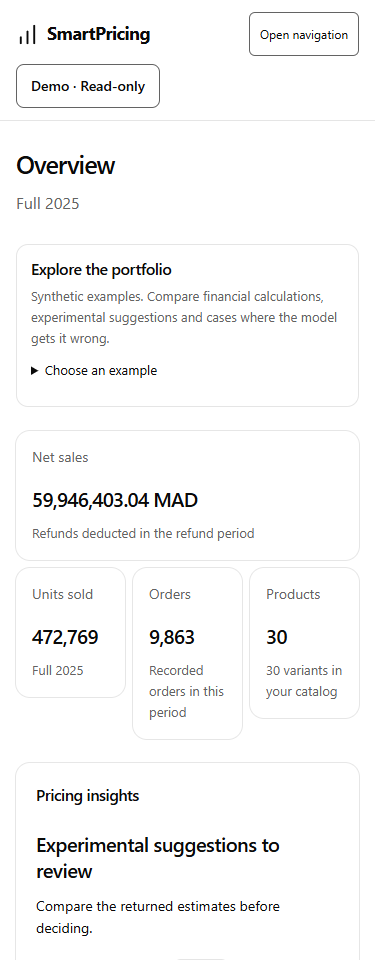 SmartPricing
Open navigation
Demo · Read-only
Overview
Full 2025
Explore the portfolio
Synthetic examples. Compare financial calculations,
experimental suggestions and cases where the model
gets it wrong.
Choose an example
Net sales
59,946,403.04 MAD
Refunds deducted in the refund period
Units sold
472,769
Full 2025
Orders
9,863
Recorded
orders in this
period
Products
30
30 variants in
your catalog
Pricing insights
Experimental suggestions to
review
Compare the returned estimates before
deciding.